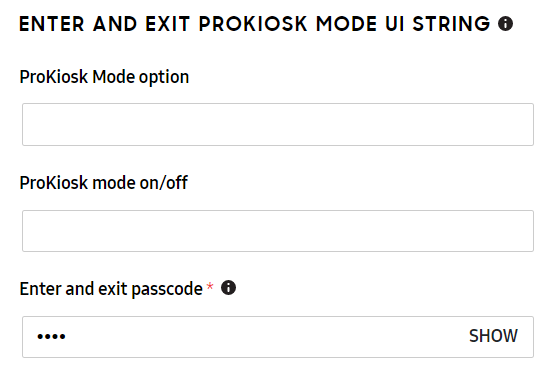 ENTER AND EXIT PROKIOSK MODE UI STRING
ProKiosk Mode option
ProKiosk mode on/off
Enter and exit passcode *
•••• SHOW